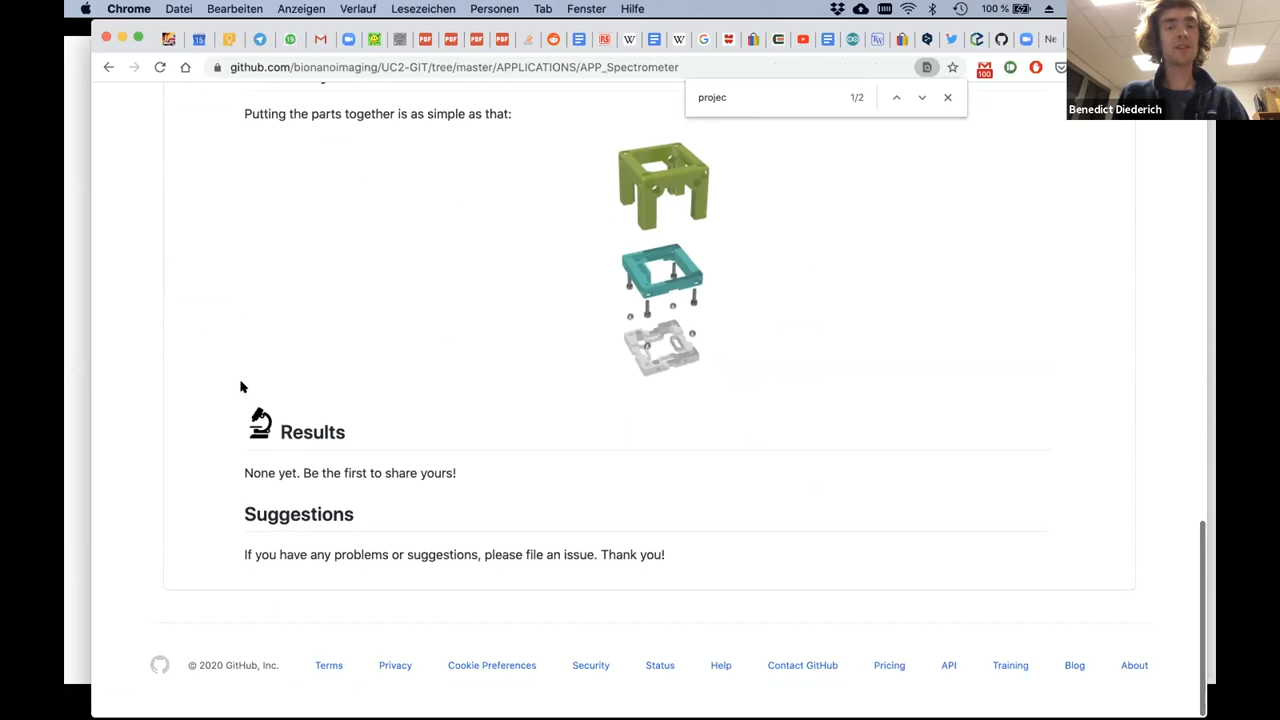 Chrome Datei Bearbeiten Anzeigen Verlauf Lesezeichen Personen Tab Fenster Hilfe 100 %
github.com/bionanoimaging/UC2-GIT/tree/master/APPLICATIONS/APP_Spectrometer
100
projec 1/2
Benedict Diederich
Putting the parts together is as simple as that:
Results
None yet. Be the first to share yours!
Suggestions
If you have any problems or suggestions, please file an issue. Thank you!
© 2020 GitHub, Inc. Terms Privacy Cookie Preferences Security Status Help Contact GitHub Pricing API Training Blog About